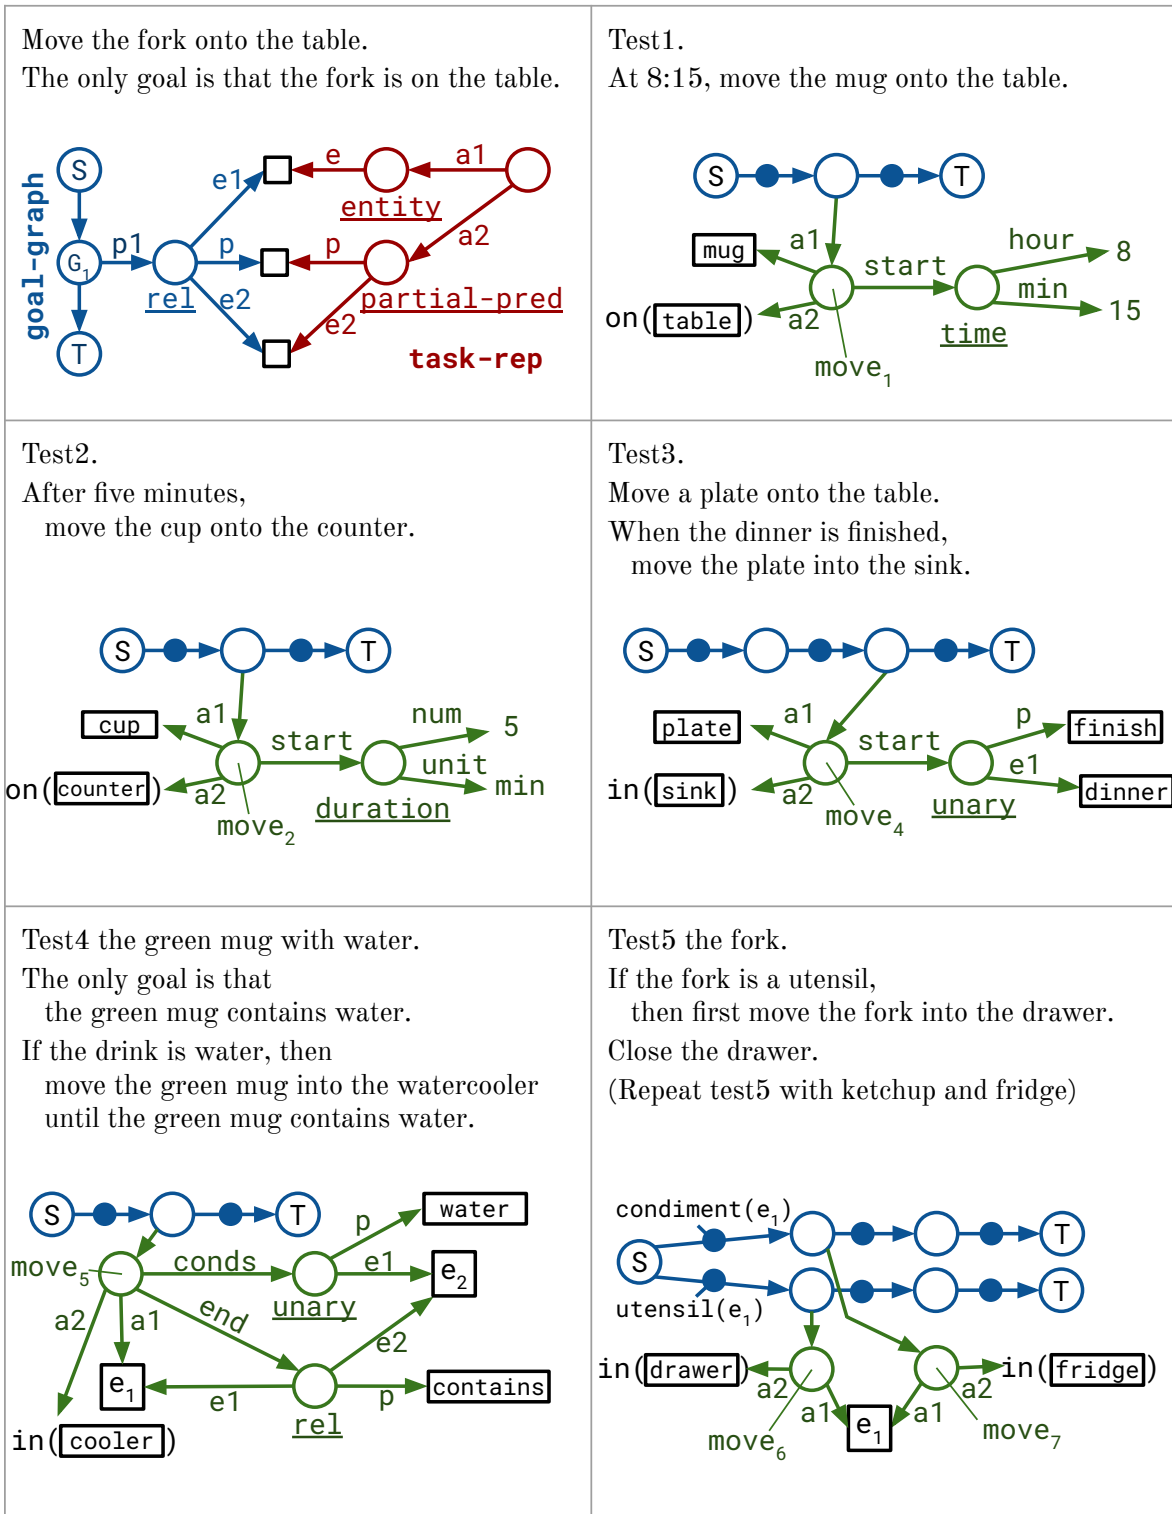 Move the fork onto the table.
The only goal is that the fork is on the table.
goal-graph
S
G1
T
p1
rel
e1
p
e2
e
a1
entity
a2
p
partial-pred
e2
task-rep
Test1.
At 8:15, move the mug onto the table.
S
T
mug
a1
start
hour
8
min
15
on(table)
a2
time
move1
Test2.
After five minutes,
move the cup onto the counter.
S
T
cup
a1
start
num
5
unit
min
on(counter)
a2
duration
move2
Test3.
Move a plate onto the table.
When the dinner is finished,
move the plate into the sink.
S
T
plate
a1
start
p
finish
e1
dinner
in(sink)
a2
unary
move4
Test4 the green mug with water.
The only goal is that
the green mug contains water.
If the drink is water, then
move the green mug into the watercooler
until the green mug contains water.
S
T
p
water
move5
conds
e1
e2
unary
a2
a1
end
e2
e1
e1
p
contains
rel
in(cooler)
Test5 the fork.
If the fork is a utensil,
then first move the fork into the drawer.
Close the drawer.
(Repeat test5 with ketchup and fridge)
condiment(e1)
S
T
utensil(e1)
T
in(drawer)
a2
a2
in(fridge)
a1
e1
a1
move6
move7